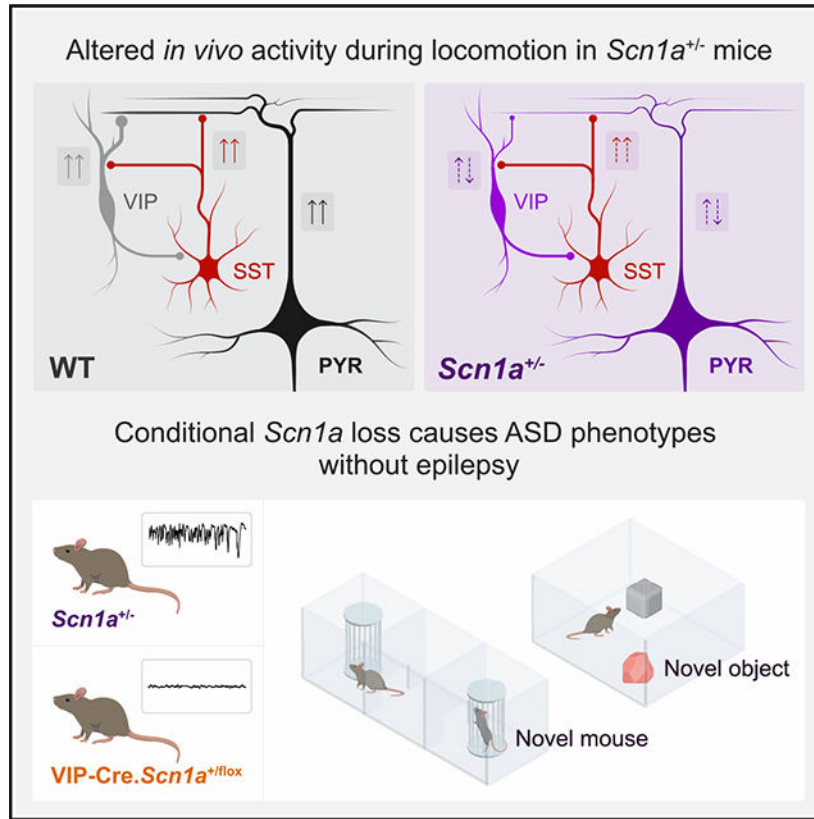 Altered in vivo activity during locomotion in Scn1a+/- mice
VIP
SST
PYR
WT
VIP
SST
PYR
Scn1a+/-
Conditional Scn1a loss causes ASD phenotypes
without epilepsy
Scn1a+/-
VIP-Cre.Scn1a+/flox
Novel object
Novel mouse